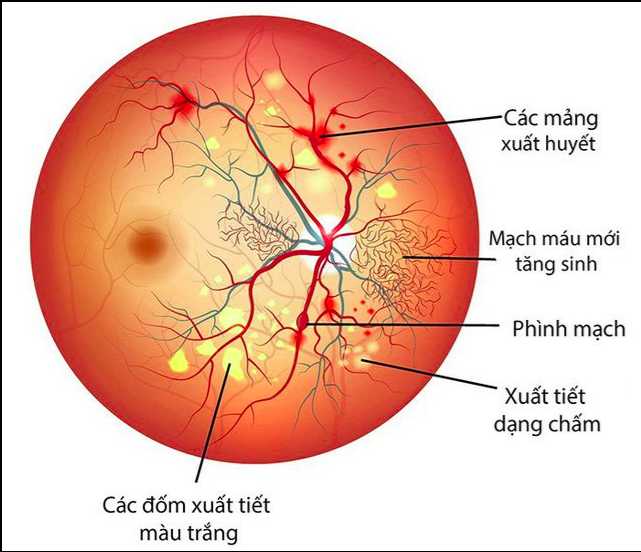 Các mảng
xuất huyết
Mạch máu mới
tăng sinh
Phình mạch
Xuất tiết
dạng chấm
Các đốm xuất tiết
màu trắng